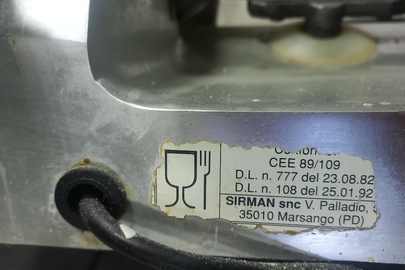 CEE 89/109
D.L. n. 777 del 23.08.82
D.L. n. 108 del 25.01.92
SIRMAN snc V. Palladio,
35010 Marsango (PD)